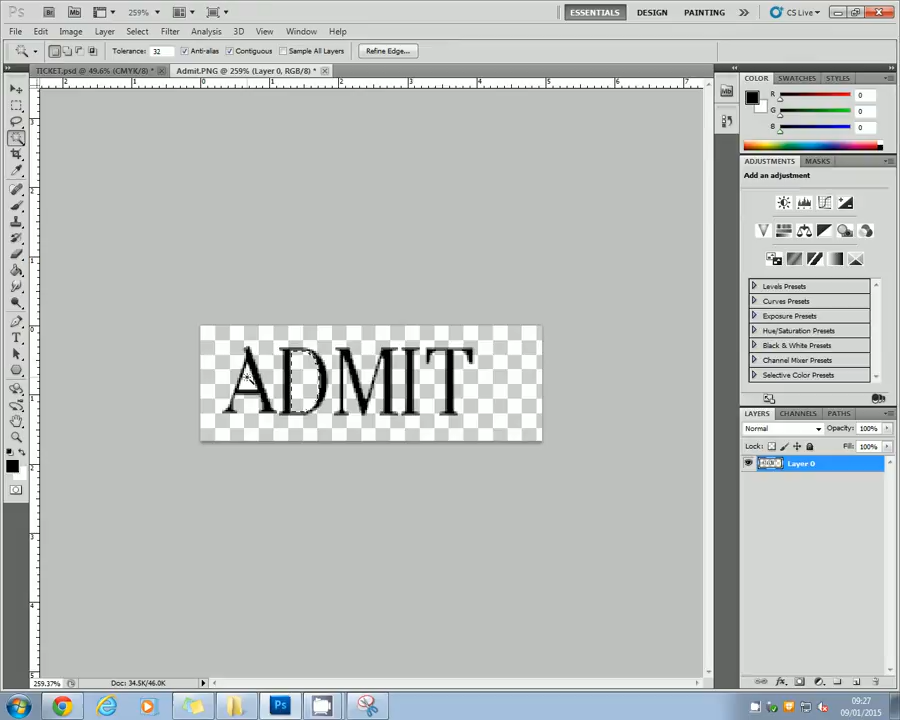 Ps Br Mb 259% ESSENTIALS DESIGN PAINTING CS Live
File Edit Image Layer Select Filter Analysis 3D View Window Help
Tolerance: 32 Anti-alias Contiguous Sample All Layers Refine Edge...
TICKET.psd @ 49.6% (CMYK/8) * Admit.PNG @ 259% (Layer 0, RGB/8) *
COLOR SWATCHES STYLES
R 0
G 0
B 0
ADJUSTMENTS MASKS
Add an adjustment
Levels Presets
Curves Presets
Exposure Presets
Hue/Saturation Presets
Black & White Presets
Channel Mixer Presets
Selective Color Presets
ADMIT
LAYERS CHANNELS PATHS
Normal Opacity: 100%
Lock: Fill: 100%
Layer 0
259.37% Doc: 34.5K/46.0K
Ps 09:27
09/01/2015